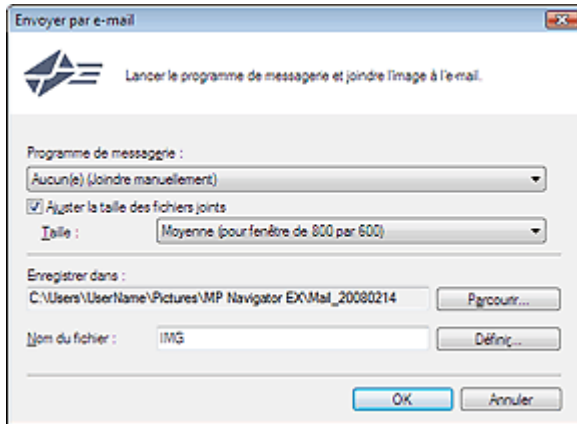 Envoyer par e-mail
Lancer le programme de messagerie et joindre l'image à l'e-mail.
Programme de messagerie :
Aucun(e) (Joindre manuellement)
Ajuster la taille des fichiers joints
Taille : Moyenne (pour fenêtre de 800 par 600)
Enregistrer dans :
C:\Users\UserName\Pictures\MP Navigator EX\Mail_20080214 Parcourir...
Nom du fichier : IMG Définir...
OK Annuler